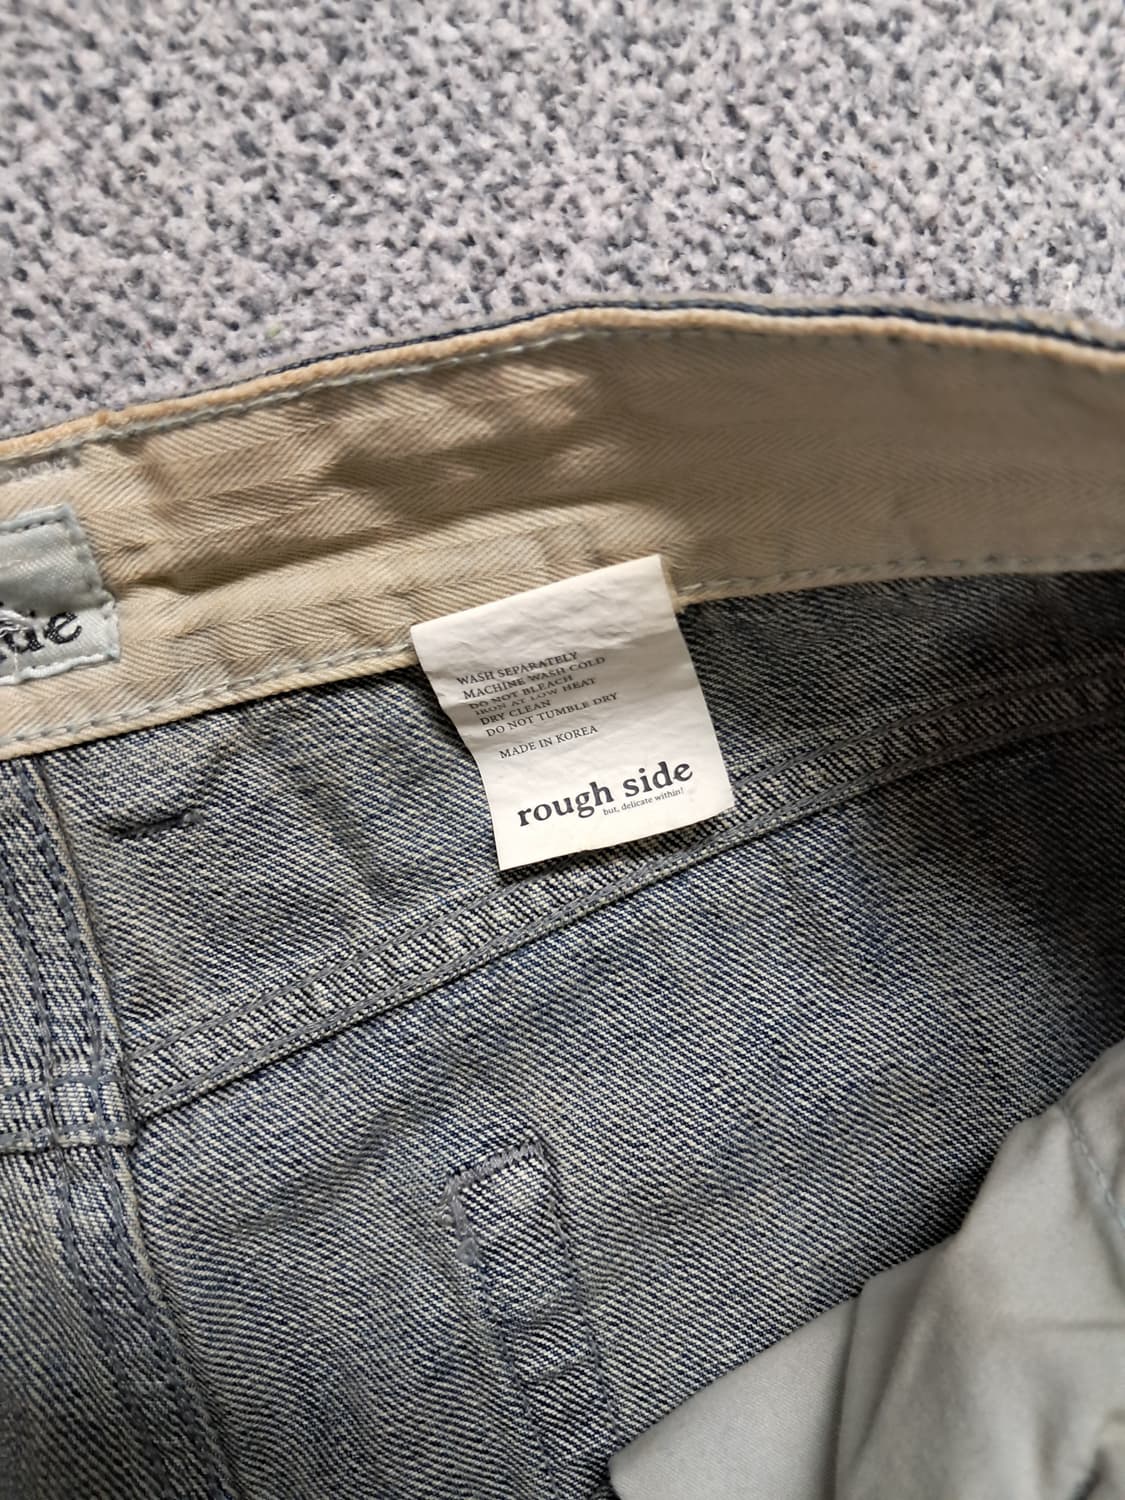 WASH SEPARATELY
MACHINE WASH COLD
DO NOT BLEACH
IRON AT LOW HEAT
DRY CLEAN
DO NOT TUMBLE DRY
MADE IN KOREA
rough side
but, delicate within!